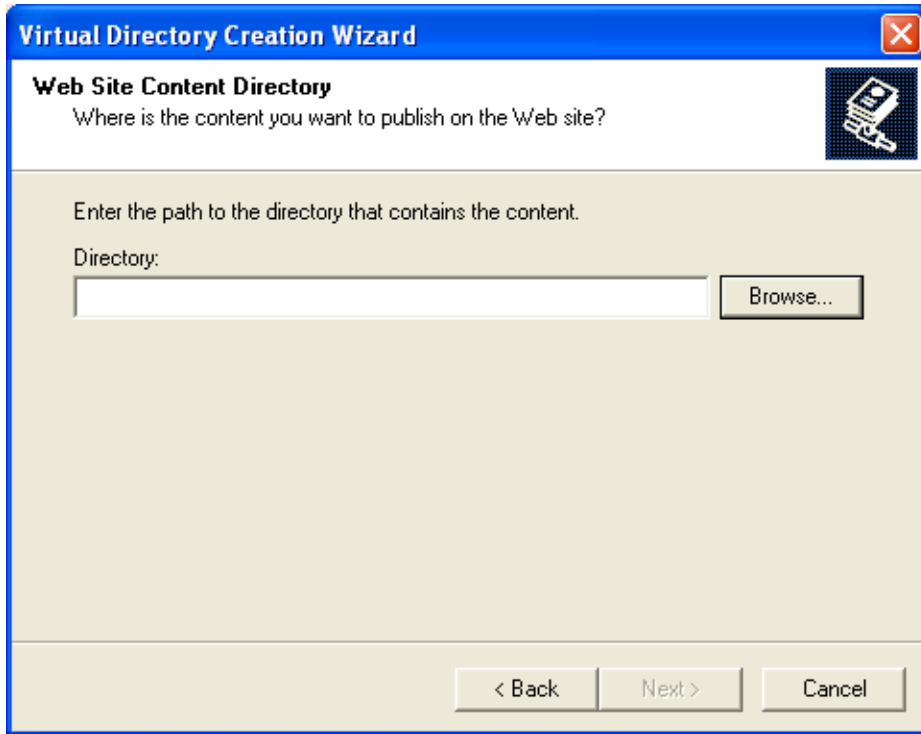 Virtual Directory Creation Wizard
Web Site Content Directory
Where is the content you want to publish on the Web site?
Enter the path to the directory that contains the content.
Directory:
Browse...
< Back Next > Cancel